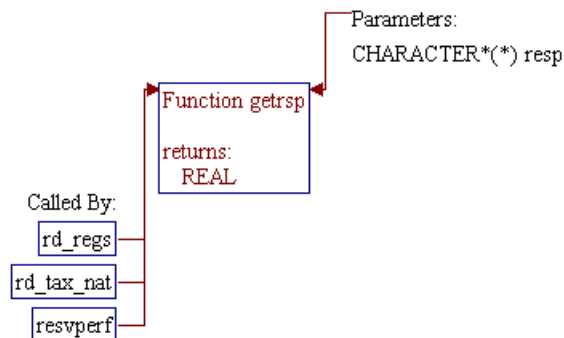 Parameters:
CHARACTER*(*) resp
Function getrsp
returns:
REAL
Called By:
rd_regs
rd_tax_nat
resvperf